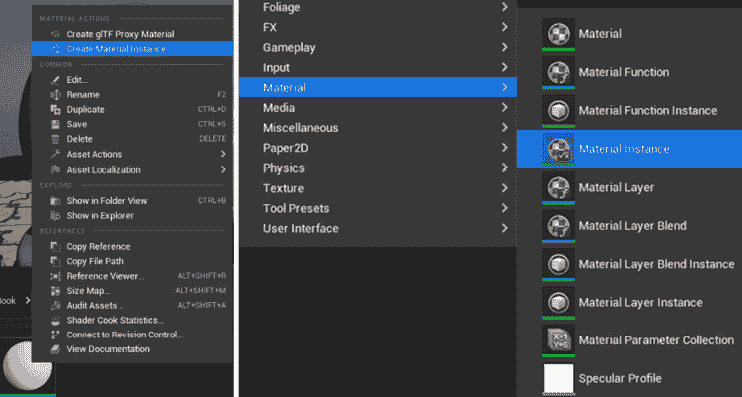 MATERIAL ACTIONS
Create glTF Proxy Material
Create Material Instance
COMMON
Edit...
Rename F2
Duplicate CTRL+D
Save CTRL+S
Delete DELETE
Asset Actions
Asset Localization
EXPLORE
Show in Folder View CTRL+B
Show in Explorer
REFERENCES
Copy Reference
Copy File Path
Reference Viewer... ALT+SHIFT+R
Size Map... ALT+SHIFT+M
Audit Assets... ALT+SHIFT+A
Shader Cook Statistics...
Connect to Revision Control...
View Documentation
Foliage
FX
Gameplay
Input
Material
Media
Miscellaneous
Paper2D
Physics
Texture
Tool Presets
User Interface
Material
Material Function
Material Function Instance
Material Instance
Material Layer
Material Layer Blend
Material Layer Blend Instance
Material Layer Instance
Material Parameter Collection
Specular Profile